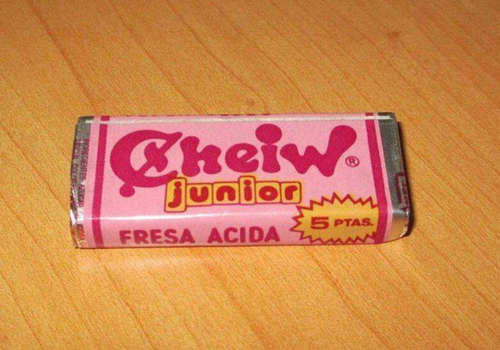 Cheiw®
junior
5 PTAS.
FRESA ACIDA